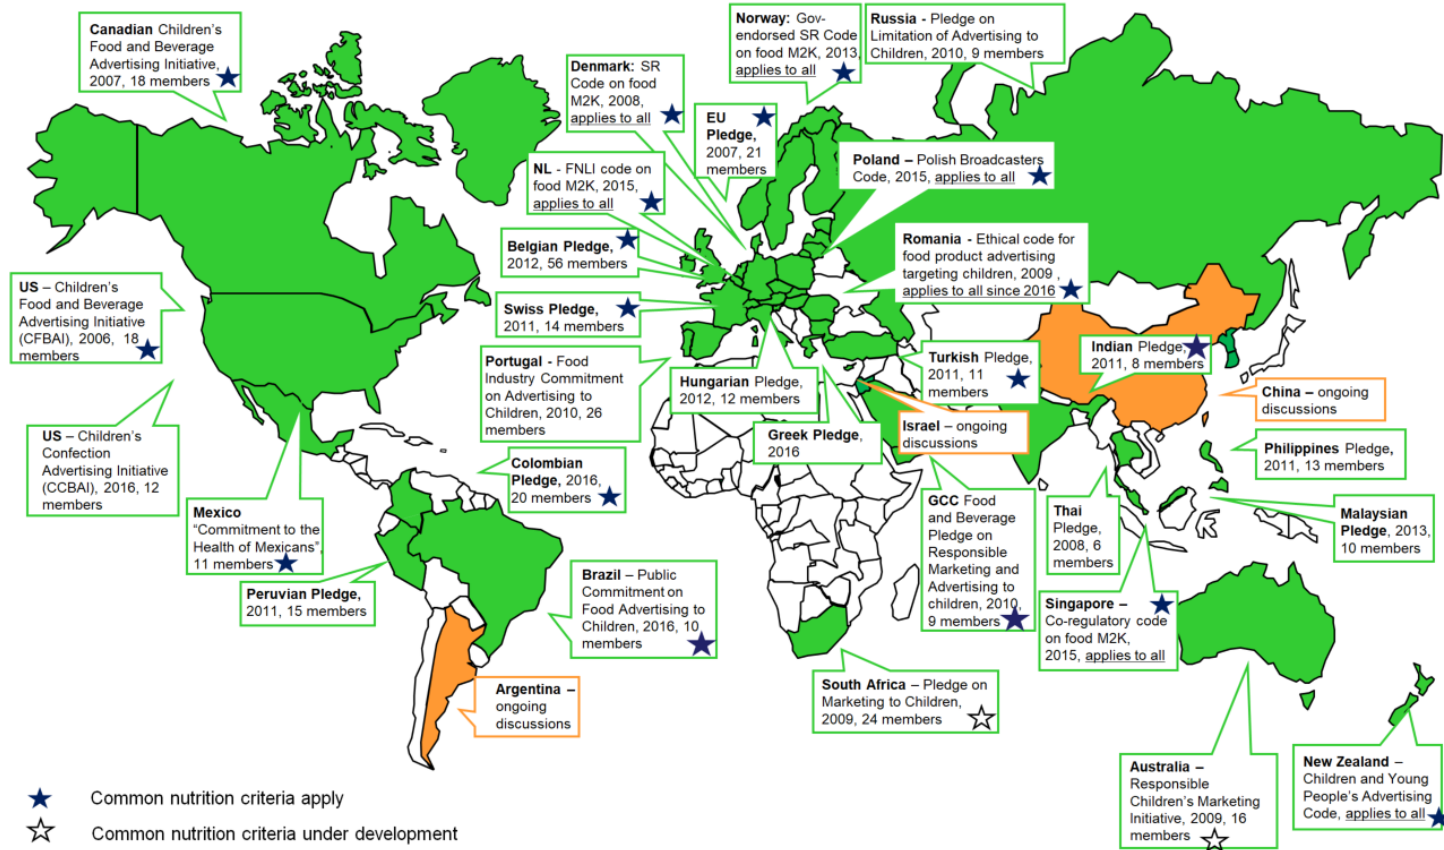 Canadian Children's
Food and Beverage
Advertising Initiative,
2007, 18 members
Denmark: SR
Code on food
M2K, 2008,
applies to all
Norway: Gov-
endorsed SR Code
on food M2K, 2013,
applies to all
Russia - Pledge on
Limitation of Advertising to
Children, 2010, 9 members
EU
Pledge,
2007, 21
members
NL - FNLI code on
food M2K, 2015,
applies to all
Poland – Polish Broadcasters
Code, 2015, applies to all
Belgian Pledge,
2012, 56 members
Romania - Ethical code for
food product advertising
targeting children, 2009 ,
applies to all since 2016
US – Children's
Food and Beverage
Advertising Initiative
(CFBAI), 2006, 18
members
Swiss Pledge,
2011, 14 members
Portugal - Food
Industry Commitment
on Advertising to
Children, 2010, 26
members
Hungarian Pledge,
2012, 12 members
Turkish Pledge,
2011, 11
members
Indian Pledge,
2011, 8 members
China – ongoing
discussions
Israel – ongoing
discussions
Greek Pledge,
2016
US – Children's
Confection
Advertising Initiative
(CCBAI), 2016, 12
members
Colombian
Pledge, 2016,
20 members
Philippines
Pledge,
2011, 13 members
Mexico
"Commitment to the
Health of Mexicans",
11 members
GCC Food
and Beverage
Pledge on
Responsible
Marketing and
Advertising to
children, 2010,
9 members
Thai
Pledge,
2008, 6
members
Malaysian
Pledge, 2013,
10 members
Peruvian Pledge,
2011, 15 members
Brazil – Public
Commitment on
Food Advertising to
Children, 2016, 10
members
Singapore –
Co-regulatory code
on food M2K,
2015, applies to all
Argentina –
ongoing
discussions
South Africa – Pledge on
Marketing to Children,
2009, 24 members
Australia –
Responsible
Children's Marketing
Initiative, 2009, 16
members
New Zealand –
Children and Young
People's Advertising
Code, applies to all
Common nutrition criteria apply
Common nutrition criteria under development